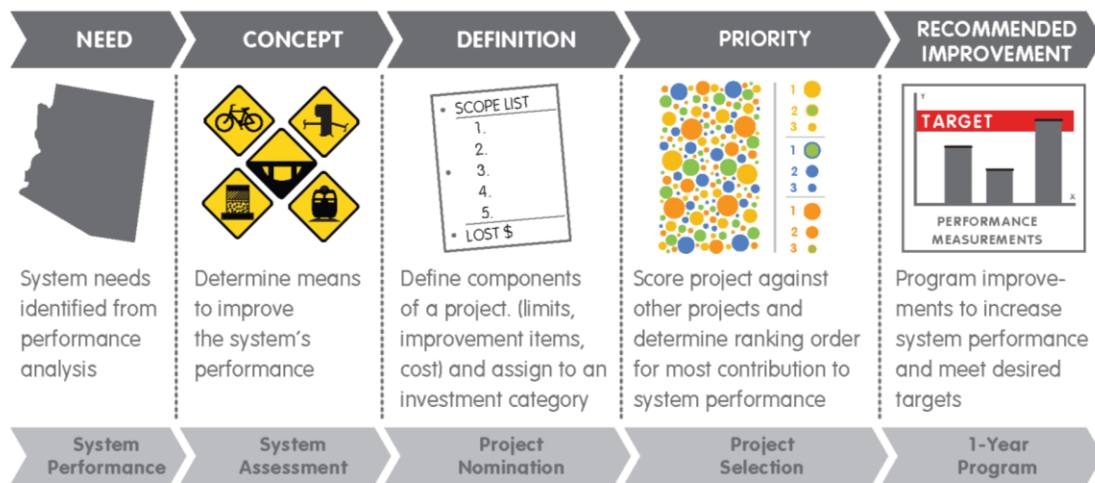 NEED
CONCEPT
DEFINITION
PRIORITY
RECOMMENDED
IMPROVEMENT
SCOPE LIST
1.
2.
3.
4.
5.
LOST $
1
2
3
1
2
3
1
2
3
Y
TARGET
X
PERFORMANCE
MEASUREMENTS
System needs
identified from
performance
analysis
Determine means
to improve
the system's
performance
Define components
of a project. (limits,
improvement items,
cost) and assign to an
investment category
Score project against
other projects and
determine ranking order
for most contribution to
system performance
Program improve-
ments to increase
system performance
and meet desired
targets
System
Performance
System
Assessment
Project
Nomination
Project
Selection
1-Year
Program